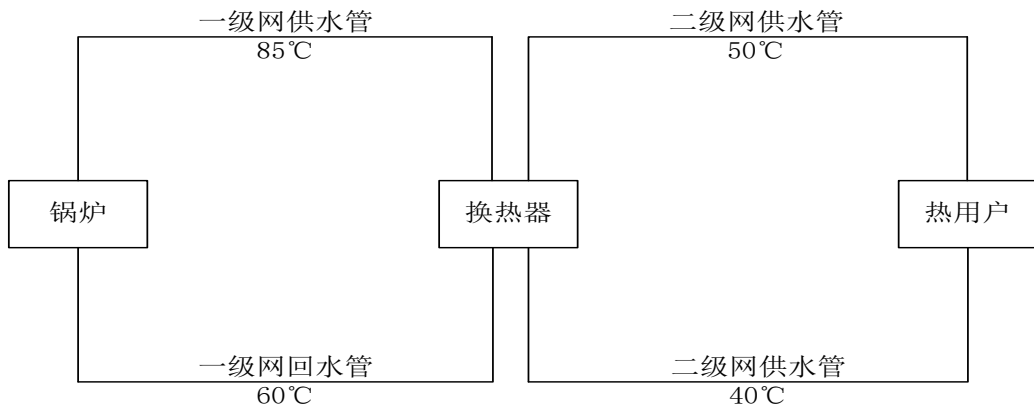 一级网供水管
85℃
二级网供水管
50℃
锅炉
换热器
热用户
一级网回水管
60℃
二级网供水管
40℃